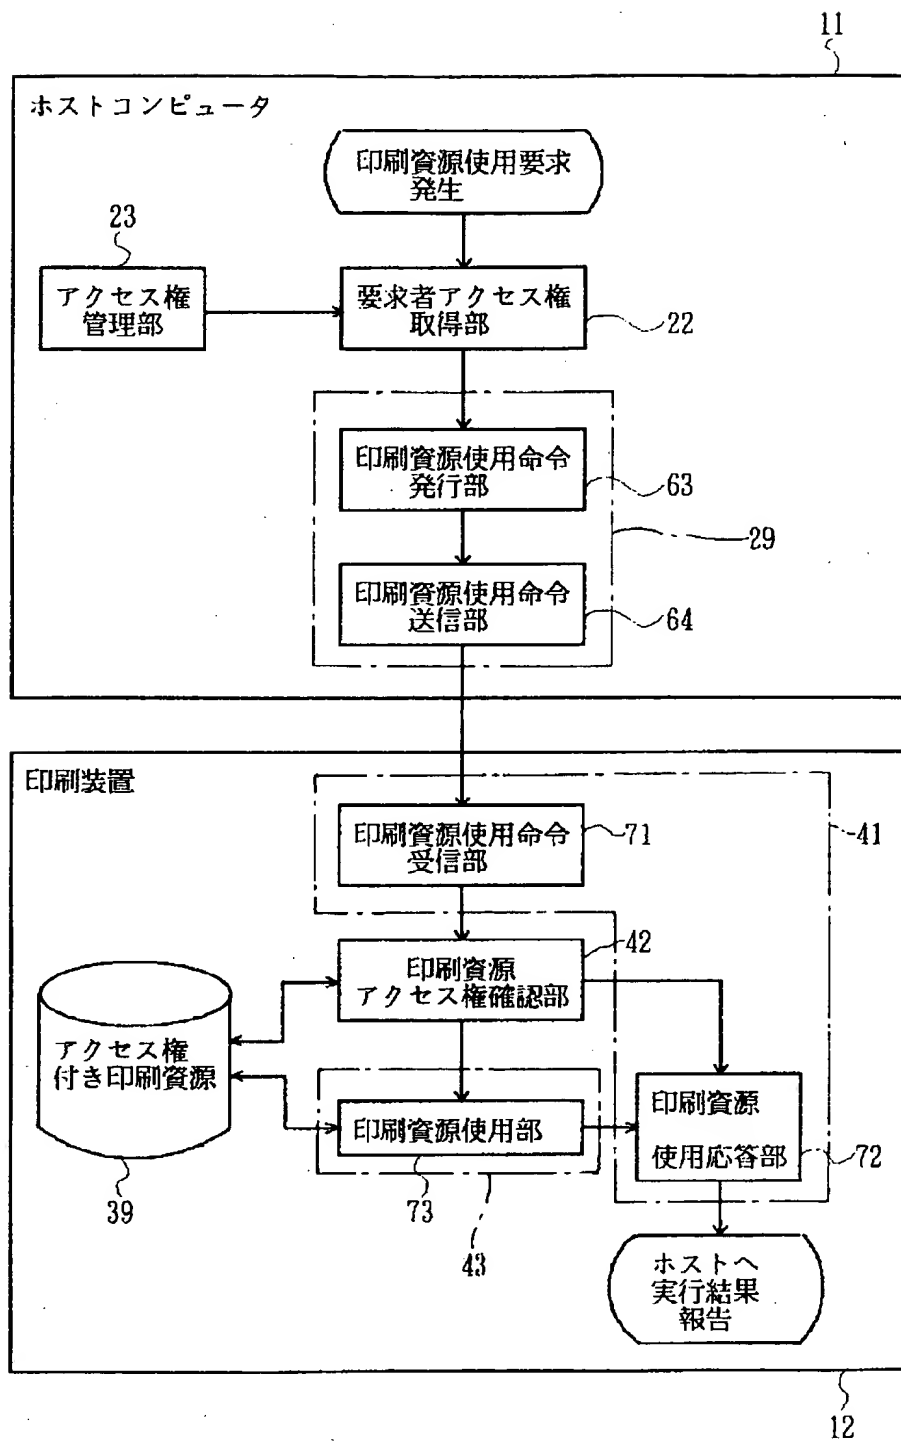 11
ホストコンピュータ
印刷資源使用要求
発生
23
アクセス権
管理部
要求者アクセス権
取得部
22
印刷資源使用命令
発行部
63
29
印刷資源使用命令
送信部
64
印刷装置
印刷資源使用命令
受信部
71
41
42
印刷資源
アクセス権確認部
アクセス権
付き印刷資源
印刷資源使用部
印刷資源
使用応答部
72
39
73
43
ホストへ
実行結果
報告
12